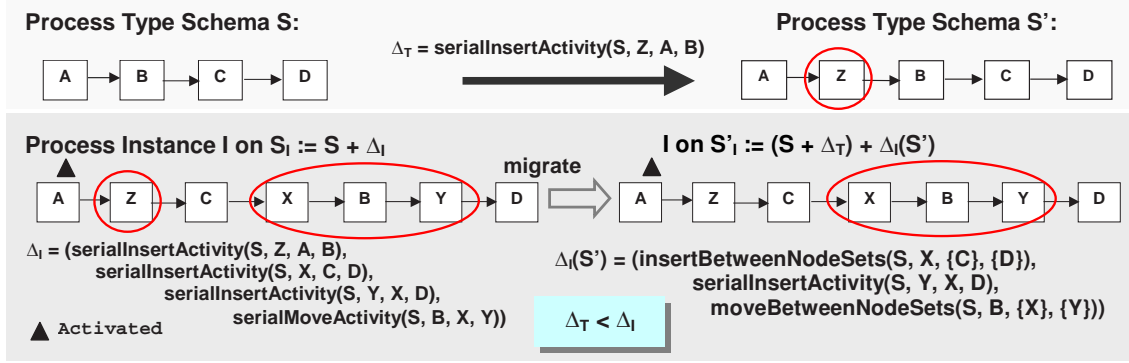 Process Type Schema S:
Process Type Schema S’:
ΔT = serialInsertActivity(S, Z, A, B)
A B C D
A Z B C D
Process Instance I on SI := S + ΔI
migrate
I on S’I := (S + ΔT) + ΔI(S’)
A Z C X B Y D
A Z C X B Y D
ΔI = (serialInsertActivity(S, Z, A, B),
serialInsertActivity(S, X, C, D),
serialInsertActivity(S, Y, X, D),
serialMoveActivity(S, B, X, Y))
ΔI(S’) = (insertBetweenNodeSets(S, X, {C}, {D}),
serialInsertActivity(S, Y, X, D),
moveBetweenNodeSets(S, B, {X}, {Y}))
Activated
ΔT < ΔI